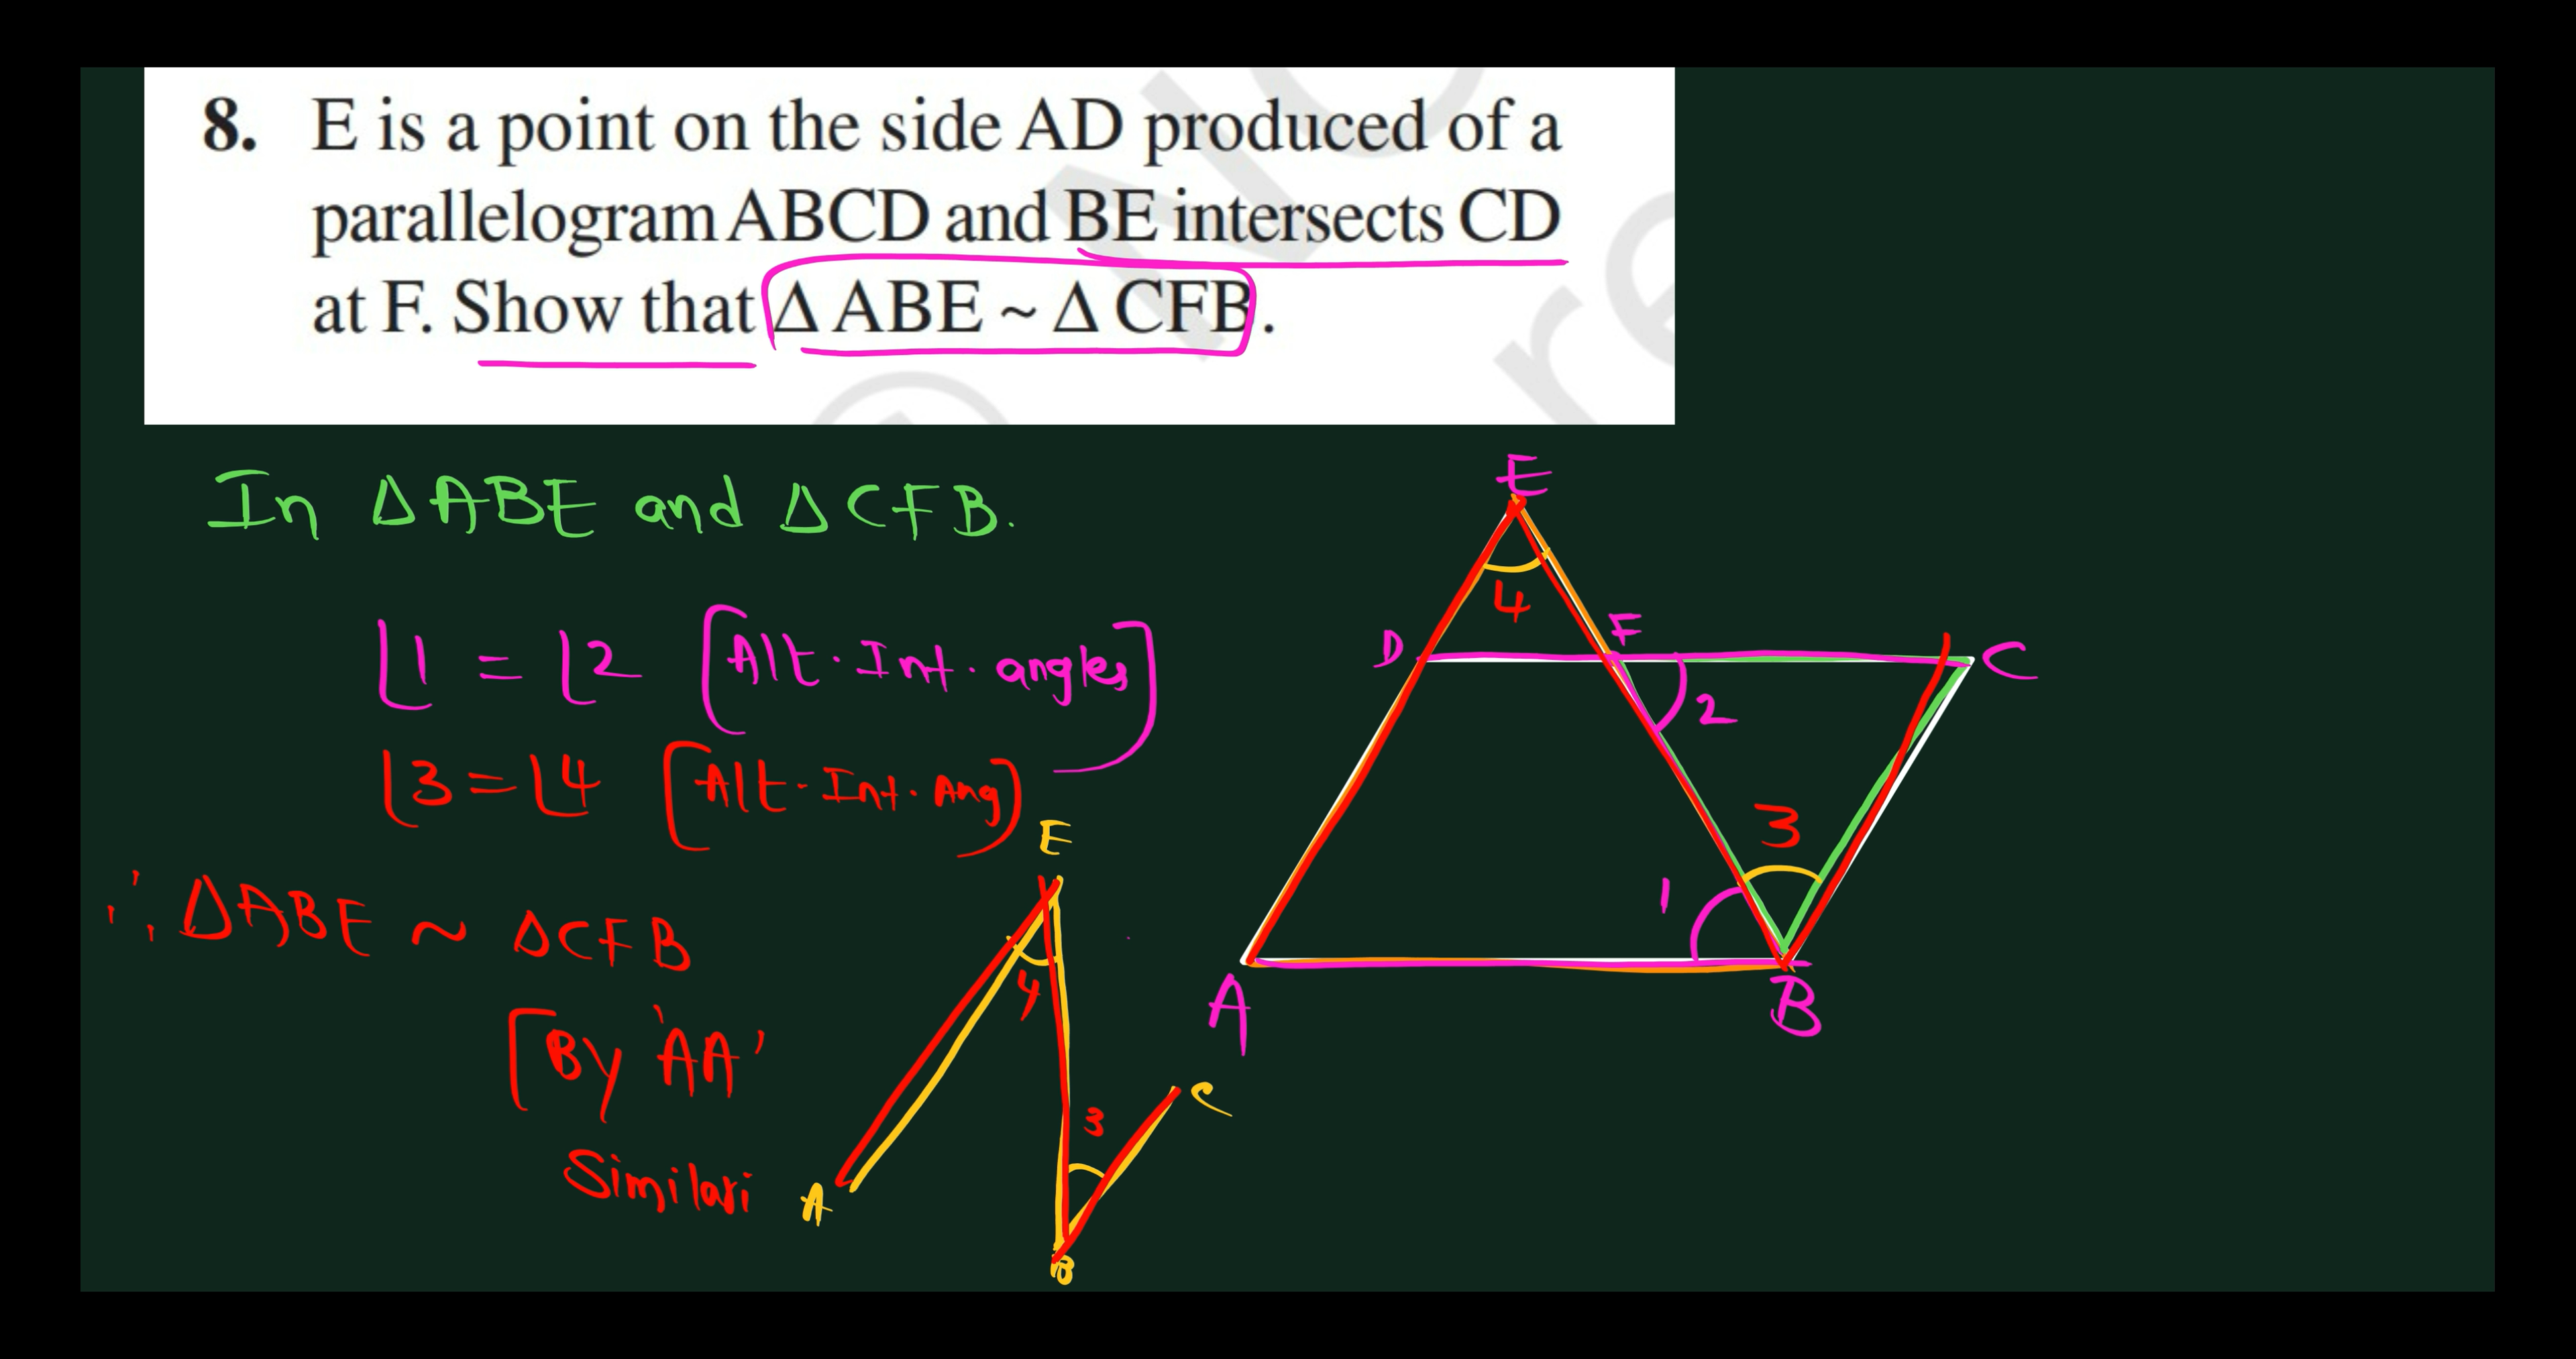 8. E is a point on the side AD produced of a
parallelogram ABCD and BE intersects CD
at F. Show that Δ ABE ~ Δ CFB.
In ΔABE and ΔCFB.
∠1 = ∠2 [Alt. Int. angles]
∠3 = ∠4 [Alt. Int. Ang]
∴ ΔABE ~ ΔCFB
[By 'AA'
Similari
E
4
3
C
A
B
E
4
D
F
C
2
3
1
A
B